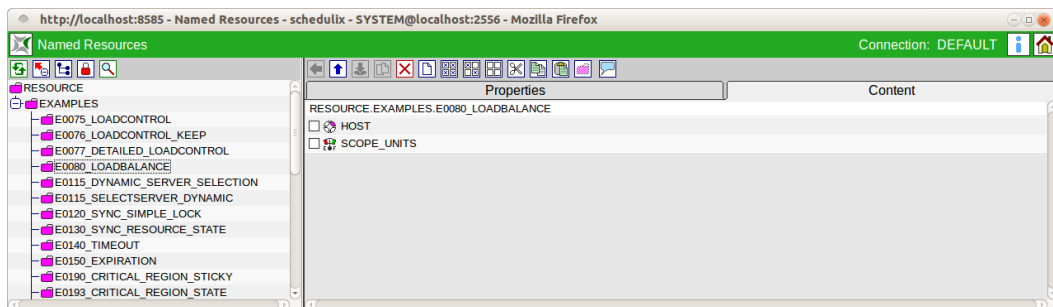 http://localhost:8585 - Named Resources - schedulix - SYSTEM@localhost:2556 - Mozilla Firefox
Named Resources
Connection: DEFAULT
RESOURCE
EXAMPLES
E0075_LOADCONTROL
E0076_LOADCONTROL_KEEP
E0077_DETAILED_LOADCONTROL
E0080_LOADBALANCE
E0115_DYNAMIC_SERVER_SELECTION
E0115_SELECTSERVER_DYNAMIC
E0120_SYNC_SIMPLE_LOCK
E0130_SYNC_RESOURCE_STATE
E0140_TIMEOUT
E0150_EXPIRATION
E0190_CRITICAL_REGION_STICKY
E0193_CRITICAL_REGION_STATE
Properties
Content
RESOURCE.EXAMPLES.E0080_LOADBALANCE
HOST
SCOPE_UNITS